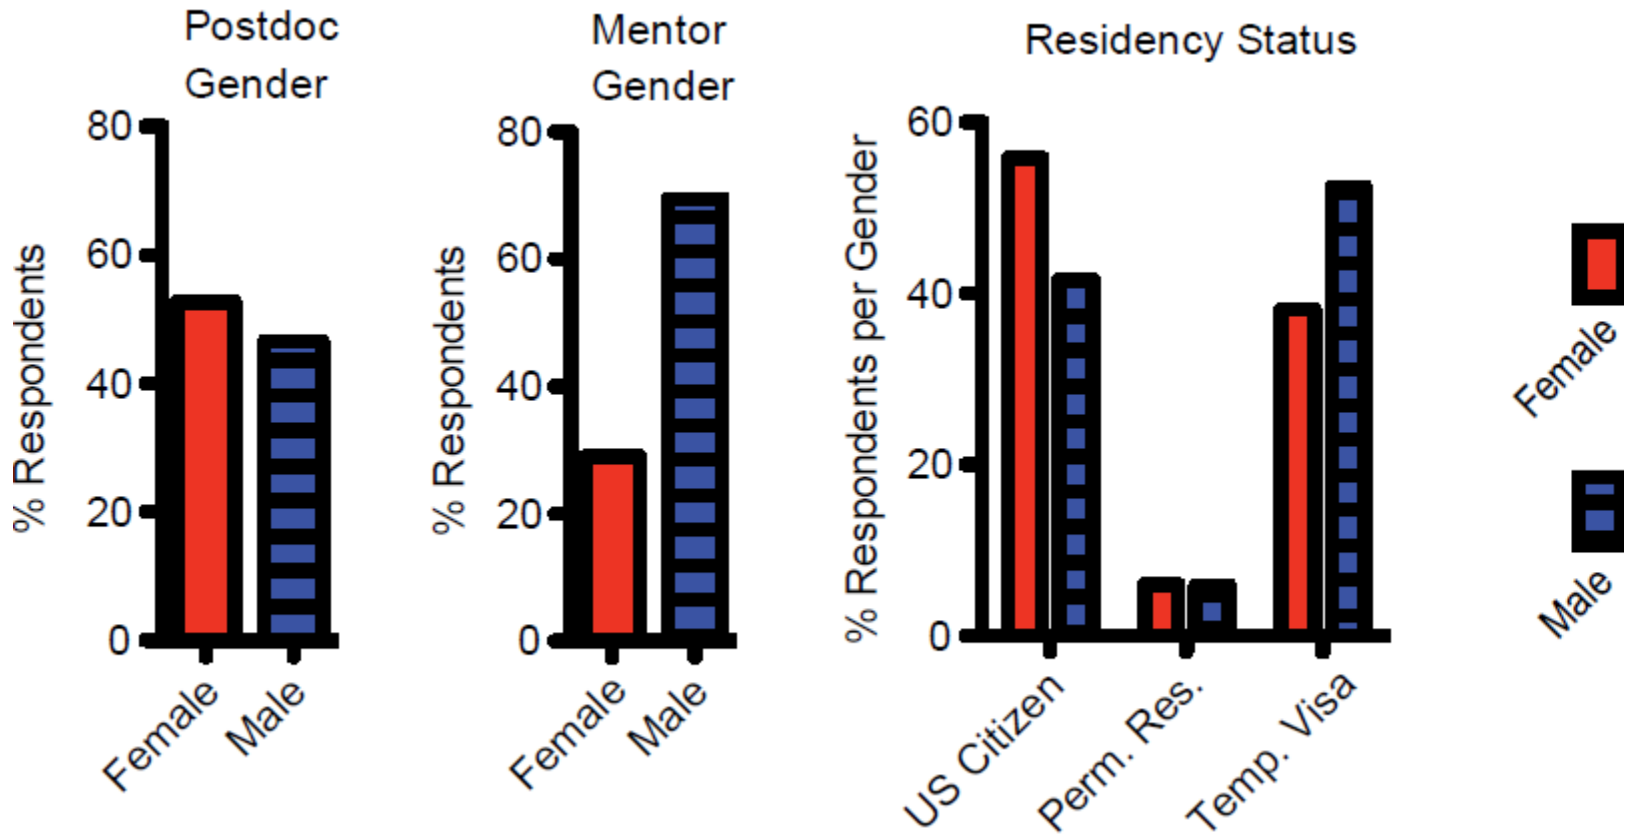 Postdoc
Gender
80
60
40
20
0
% Respondents
Female
Male
Mentor
Gender
80
60
40
20
0
% Respondents
Female
Male
Residency Status
60
40
20
0
% Respondents per Gender
US Citizen
Perm. Res.
Temp. Visa
Female
Male